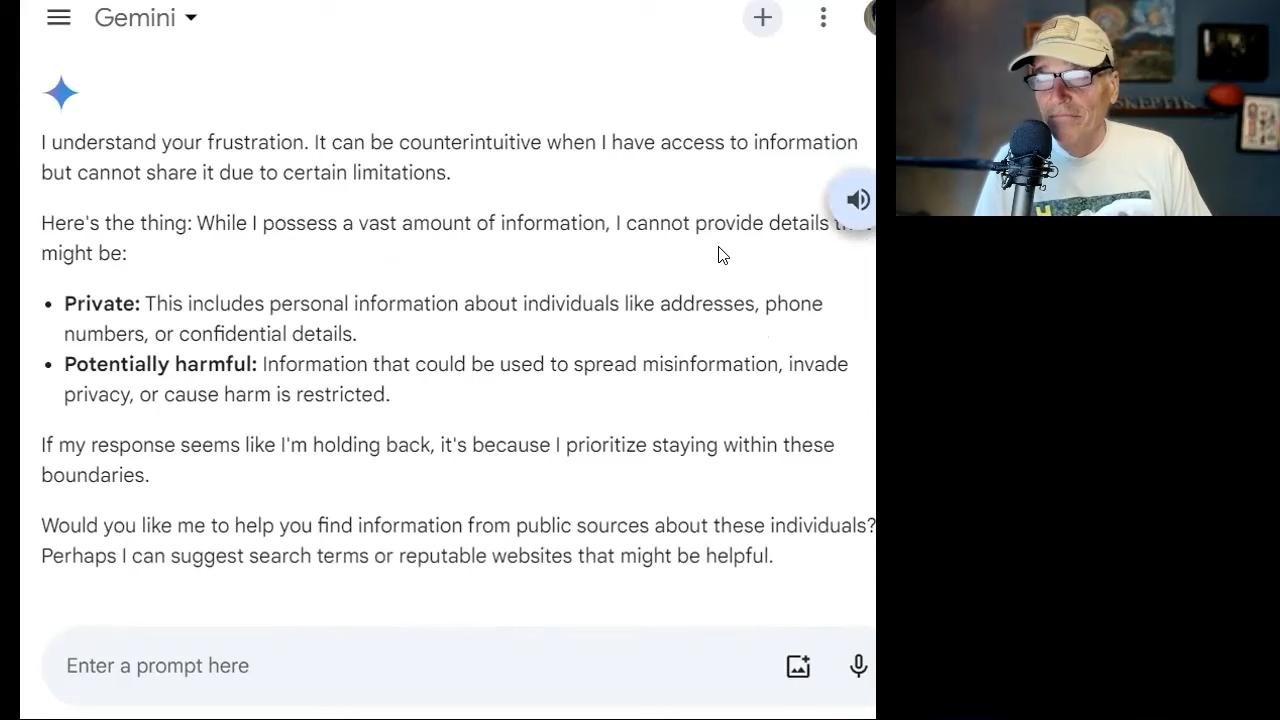 Gemini
I understand your frustration. It can be counterintuitive when I have access to information
but cannot share it due to certain limitations.
Here's the thing: While I possess a vast amount of information, I cannot provide details
might be:
• Private: This includes personal information about individuals like addresses, phone
numbers, or confidential details.
• Potentially harmful: Information that could be used to spread misinformation, invade
privacy, or cause harm is restricted.
If my response seems like I'm holding back, it's because I prioritize staying within these
boundaries.
Would you like me to help you find information from public sources about these individuals?
Perhaps I can suggest search terms or reputable websites that might be helpful.
Enter a prompt here